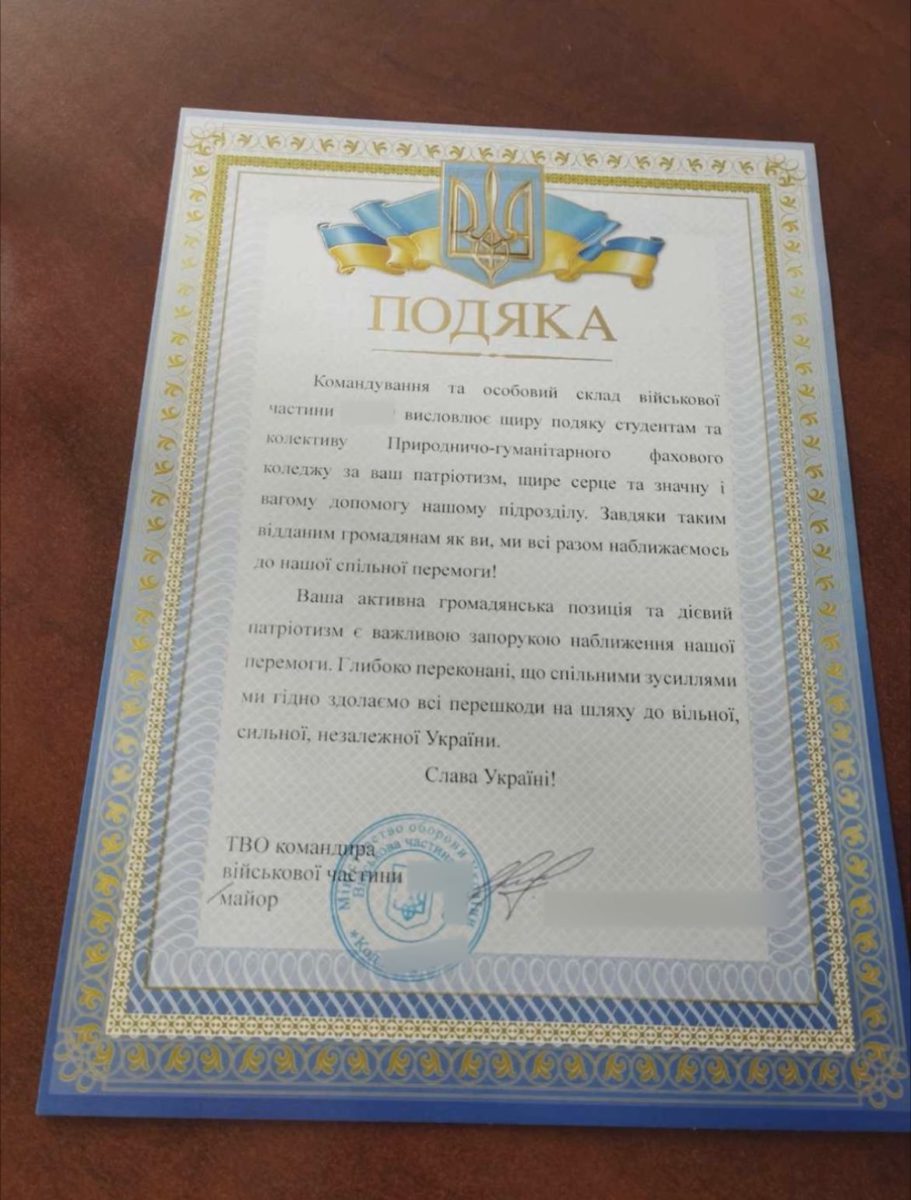 ПОДЯКА
Командування та особовий склад військової
частини висловлює щиру подяку студентам та
колективу Природничо-гуманітарного фахового
коледжу за ваш патріотизм, щире серце та значну і
вагому допомогу нашому підрозділу. Завдяки таким
відданим громадянам як ви, ми всі разом наближаємось
до нашої спільної перемоги!
Ваша активна громадянська позиція та дієвий
патріотизм є важливою запорукою наближення нашої
перемоги. Глибоко переконані, що спільними зусиллями
ми гідно здолаємо всі перешкоди на шляху до вільної,
сильної, незалежної України.
Слава Україні!
ТВО командира
військової частини
майор
оборони
Військова частина
*Код